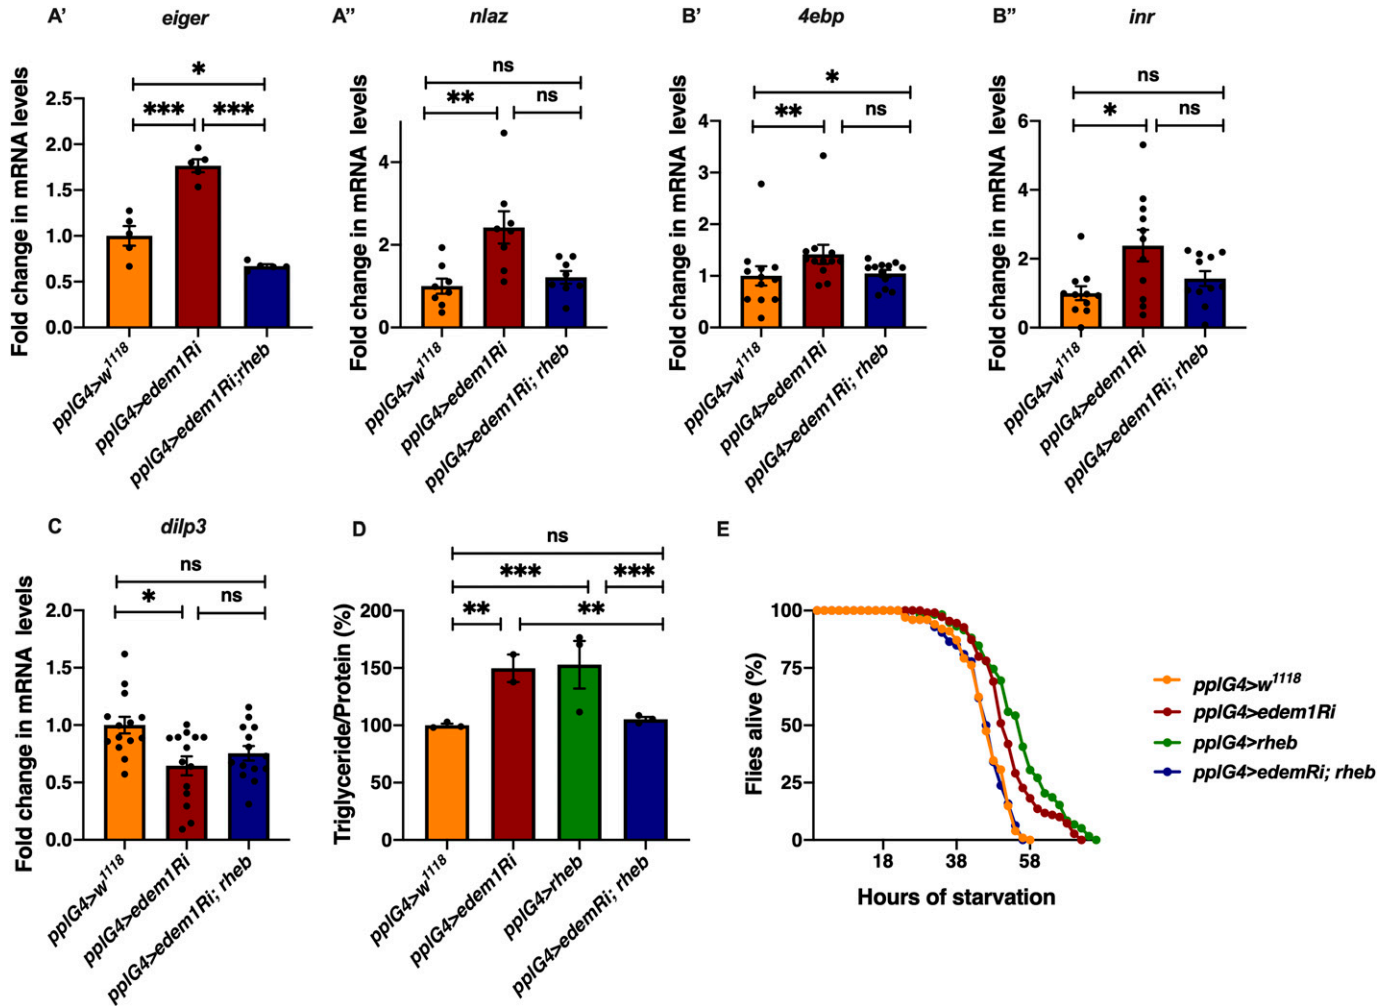 A’ eiger
Fold change in mRNA levels
2.5
2.0
1.5
1.0
0.5
0.0
*
*** ***
pplG4>w1118
pplG4>edem1Ri
pplG4>edem1Ri;rheb
A” nlaz
Fold change in mRNA levels
4
2
0
ns
** ns
pplG4>w1118
pplG4>edem1Ri
pplG4>edem1Ri; rheb
B’ 4ebp
Fold change in mRNA levels
4
3
2
1
0
*
** ns
pplG4>w1118
pplG4>edem1Ri
pplG4>edem1Ri; rheb
B” inr
Fold change in mRNA levels
6
4
2
0
ns
* ns
pplG4>w1118
pplG4>edem1Ri
pplG4>edem1Ri; rheb
C dilp3
Fold change in mRNA levels
2.0
1.5
1.0
0.5
0.0
ns
* ns
pplG4>w1118
pplG4>edem1Ri
pplG4>edem1Ri; rheb
D
Triglyceride/Protein (%)
200
150
100
50
0
ns
*** ***
** **
pplG4>w1118
pplG4>edem1Ri
pplG4>rheb
pplG4>edemRi; rheb
E
Flies alive (%)
100
75
50
25
0
18 38 58
Hours of starvation
pplG4>w1118
pplG4>edem1Ri
pplG4>rheb
pplG4>edemRi; rheb